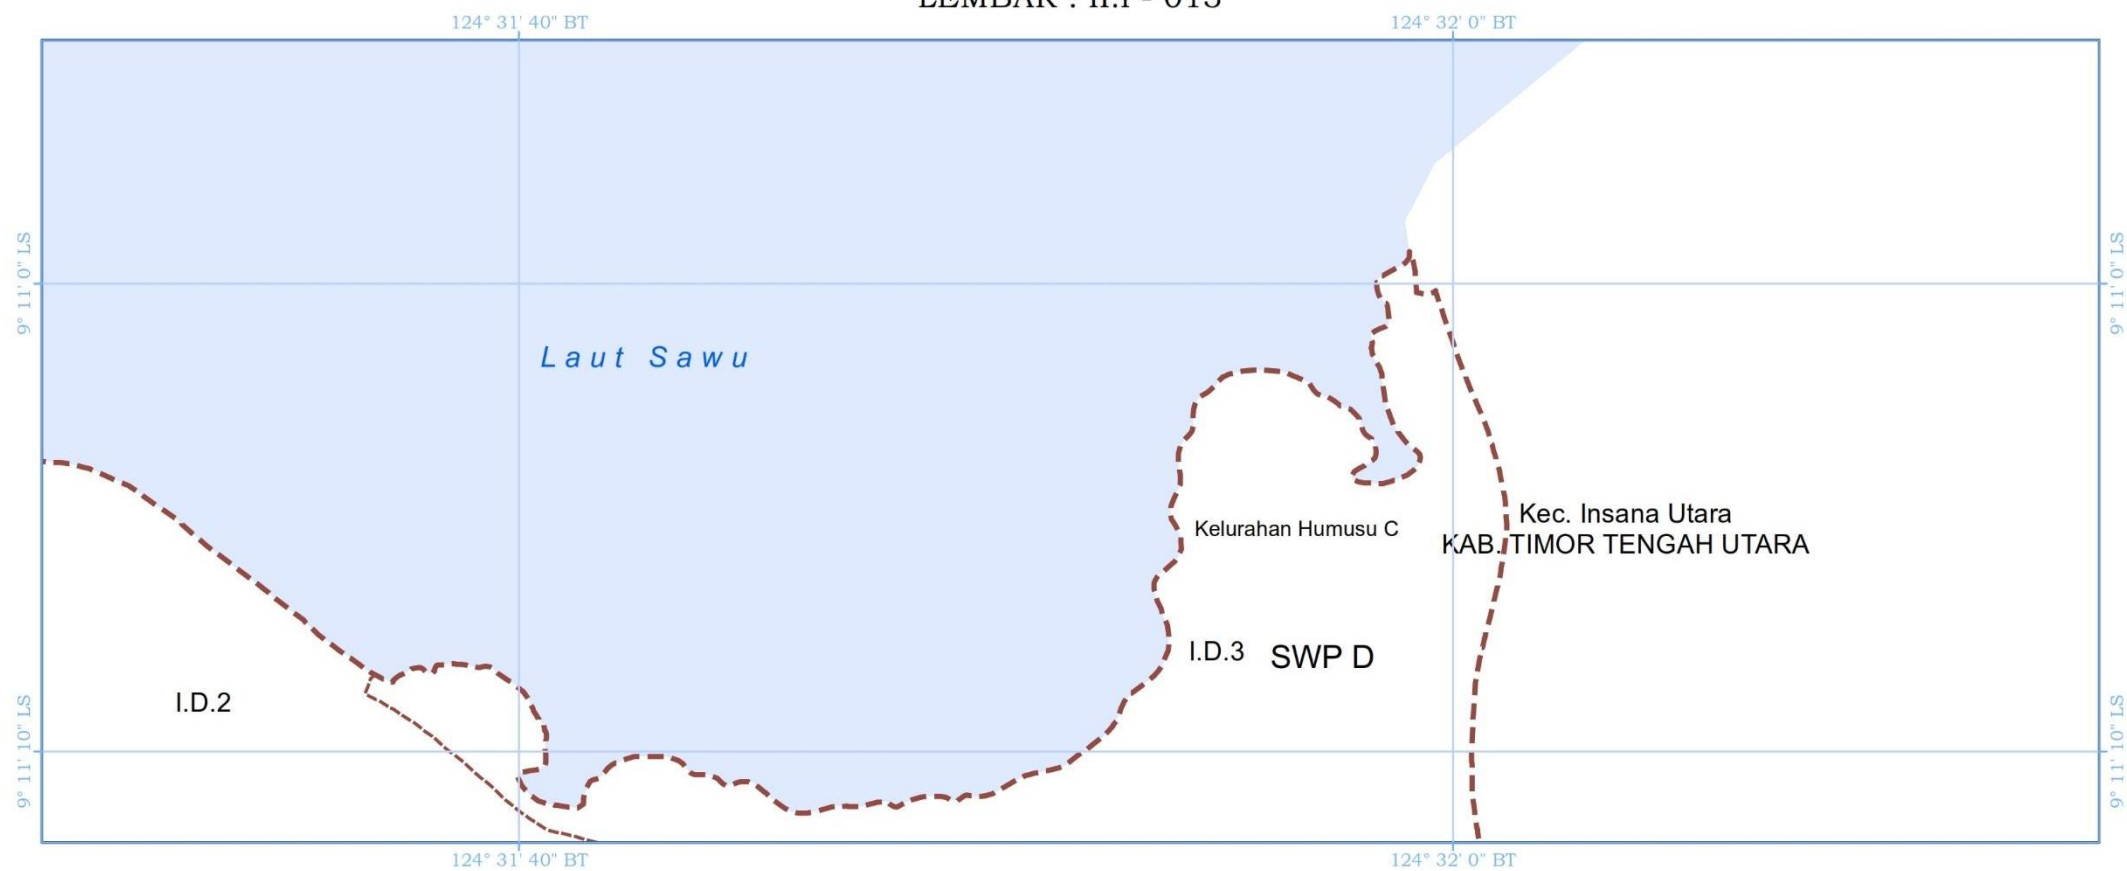 124° 31' 40" BT
124° 32' 0" BT
9° 11' 0" LS
9° 11' 0" LS
Laut Sawu
Kec. Insana Utara
Kelurahan Humusu C
KAB. TIMOR TENGAH UTARA
I.D.3 SWP D
I.D.2
9° 11' 10" LS
9° 11' 10" LS
124° 31' 40" BT
124° 32' 0" BT